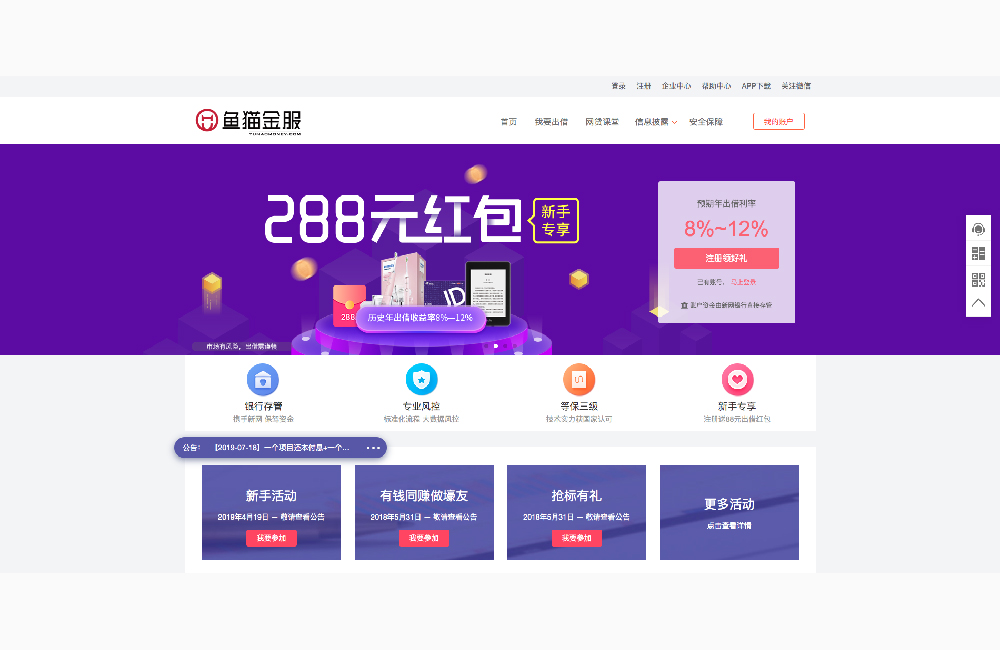 登录 注册 企业中心 帮助中心 APP下载 关注微信
鱼猫金服
YUMAOMONEY.COM
首页 我要出借 网贷课堂 信息披露 安全保障 我的账户
288元红包
新手
专享
预期年出借利率
8%~12%
注册领好礼
已有账号, 马上登录
账户资金由新网银行直接存管
288
ID
历史年出借收益率8%—12%
市场有风险,出借需谨慎
银行存管 专业风控 等保三级 新手专享
携手新网 保障资金 标准化流程 大数据风控 技术实力获国家认可 注册送88元出借红包
公告: 【2019-07-18】一个项目还本付息+一个...
新手活动 有钱同赚做壕友 抢标有礼 更多活动
2019年4月19日 — 敬请查看公告 2018年5月31日 — 敬请查看公告 2018年5月31日 — 敬请查看公告 点击查看详情
我要参加 我要参加 我要参加